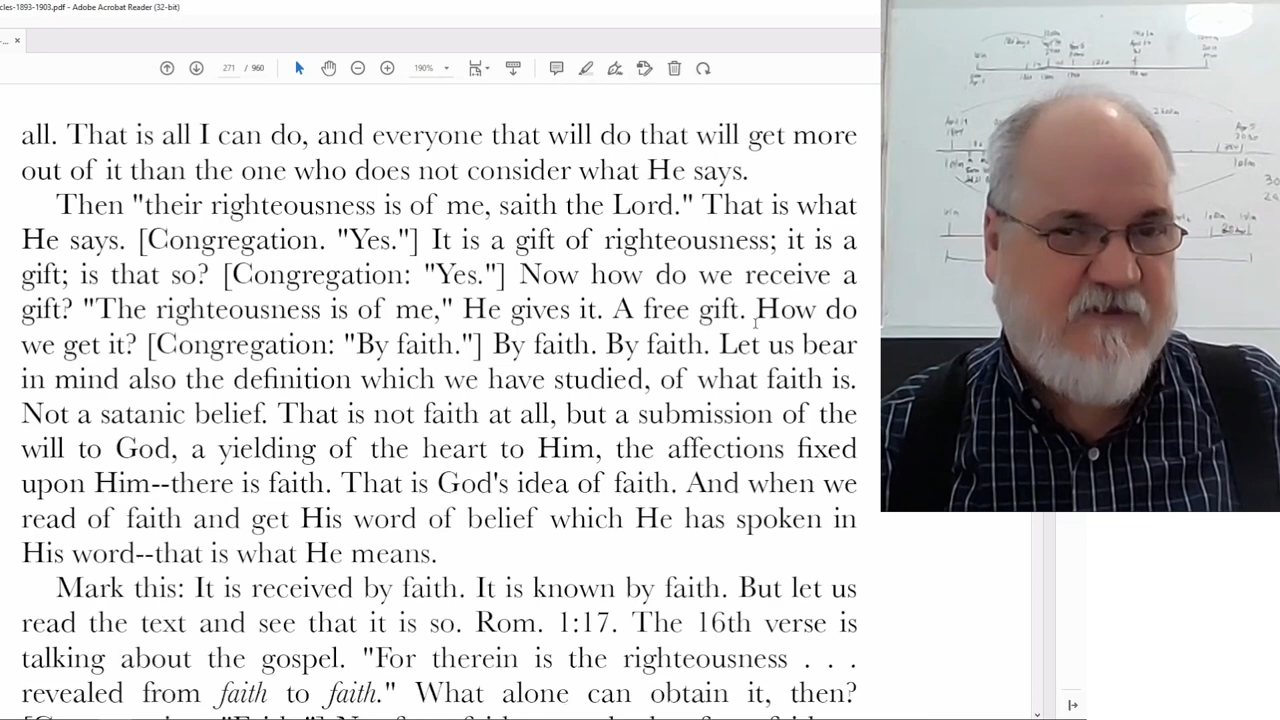 cles-1893-1903.pdf - Adobe Acrobat Reader (32-bit)
271 / 960
190%
all. That is all I can do, and everyone that will do that will get more
out of it than the one who does not consider what He says.
Then "their righteousness is of me, saith the Lord." That is what
He says. [Congregation. "Yes."] It is a gift of righteousness; it is a
gift; is that so? [Congregation: "Yes."] Now how do we receive a
gift? "The righteousness is of me," He gives it. A free gift. How do
we get it? [Congregation: "By faith."] By faith. By faith. Let us bear
in mind also the definition which we have studied, of what faith is.
Not a satanic belief. That is not faith at all, but a submission of the
will to God, a yielding of the heart to Him, the affections fixed
upon Him--there is faith. That is God's idea of faith. And when we
read of faith and get His word of belief which He has spoken in
His word--that is what He means.
Mark this: It is received by faith. It is known by faith. But let us
read the text and see that it is so. Rom. 1:17. The 16th verse is
talking about the gospel. "For therein is the righteousness . . .
revealed from faith to faith." What alone can obtain it, then?